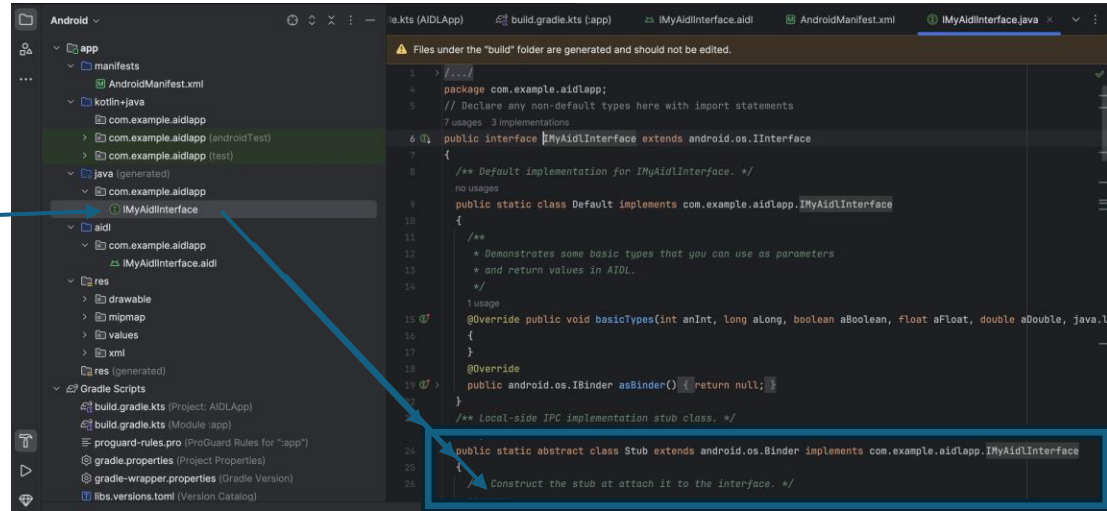 Android
app
manifests
AndroidManifest.xml
kotlin+java
com.example.aidlapp
com.example.aidlapp (androidTest)
com.example.aidlapp (test)
java (generated)
com.example.aidlapp
IMyAidlInterface
aidl
com.example.aidlapp
IMyAidlInterface.aidl
res
drawable
mipmap
values
xml
res (generated)
Gradle Scripts
build.gradle.kts (Project: AIDLApp)
build.gradle.kts (Module :app)
proguard-rules.pro (ProGuard Rules for ":app")
gradle.properties (Project Properties)
gradle-wrapper.properties (Gradle Version)
libs.versions.toml (Version Catalog)
le.kts (AIDLApp) build.gradle.kts (:app) IMyAidlInterface.aidl AndroidManifest.xml IMyAidlInterface.java
Files under the "build" folder are generated and should not be edited.
1 /.../
4 package com.example.aidlapp;
5 // Declare any non-default types here with import statements
7 usages 3 implementations
6 public interface IMyAidlInterface extends android.os.IInterface
7 {
8 /** Default implementation for IMyAidlInterface. */
no usages
9 public static class Default implements com.example.aidlapp.IMyAidlInterface
10 {
11 /**
12 * Demonstrates some basic types that you can use as parameters
13 * and return values in AIDL.
14 */
1 usage
15 @Override public void basicTypes(int anInt, long aLong, boolean aBoolean, float aFloat, double aDouble, java.l
16 {
17 }
18 @Override
19 public android.os.IBinder asBinder() { return null; }
22 }
/** Local-side IPC implementation stub class. */
24 public static abstract class Stub extends android.os.Binder implements com.example.aidlapp.IMyAidlInterface
25 {
26 Construct the stub at attach it to the interface. */